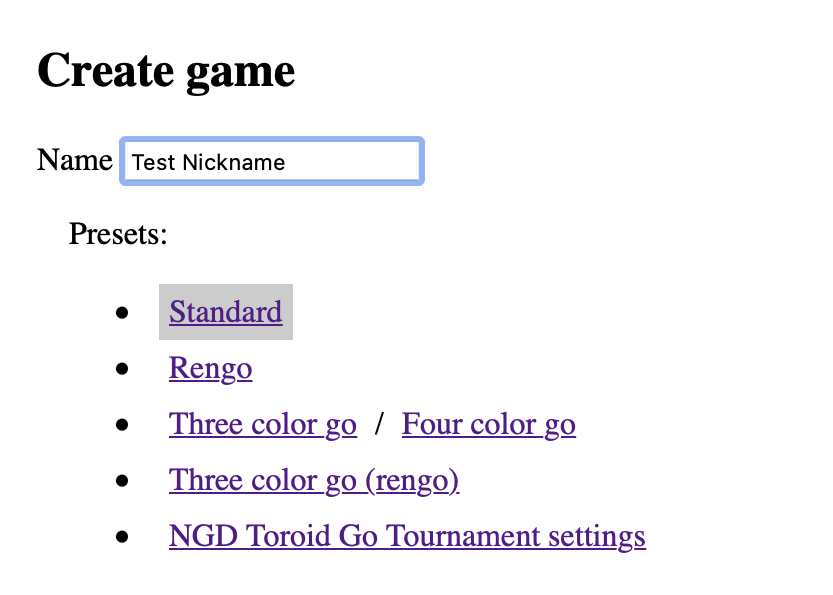 Create game
Name Test Nickname
Presets:
Standard
Rengo
Three color go / Four color go
Three color go (rengo)
NGD Toroid Go Tournament settings